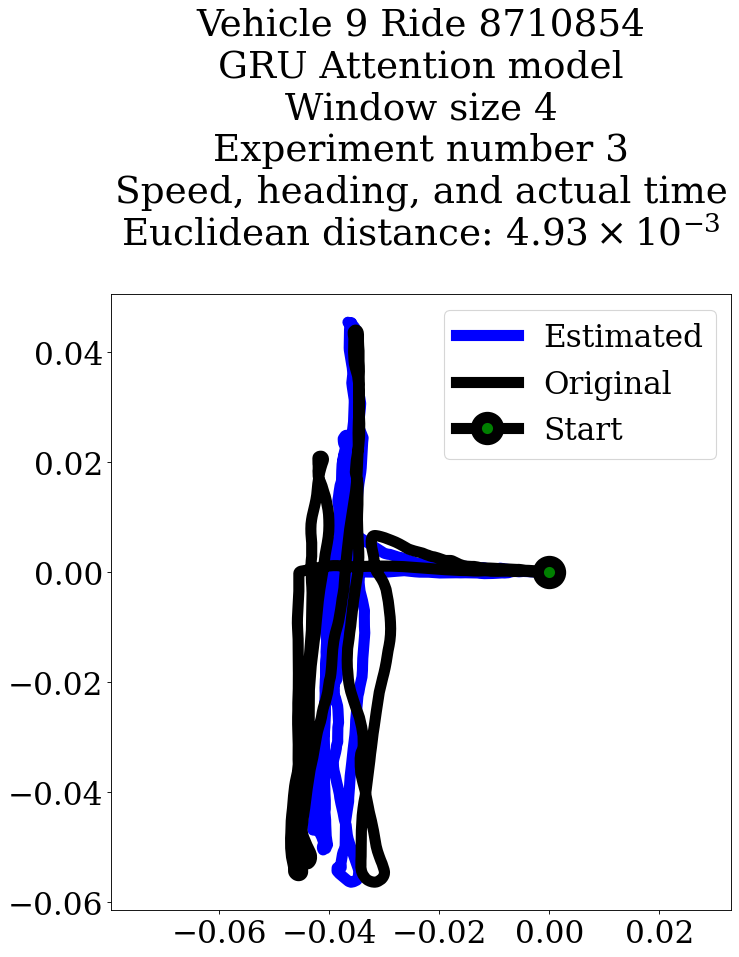 Vehicle 9 Ride 8710854
GRU Attention model
Window size 4
Experiment number 3
Speed, heading, and actual time
Euclidean distance: 4.93 × 10⁻³
Estimated
Original
Start
0.04
0.02
0.00
−0.02
−0.04
−0.06
−0.06 −0.04 −0.02 0.00 0.02